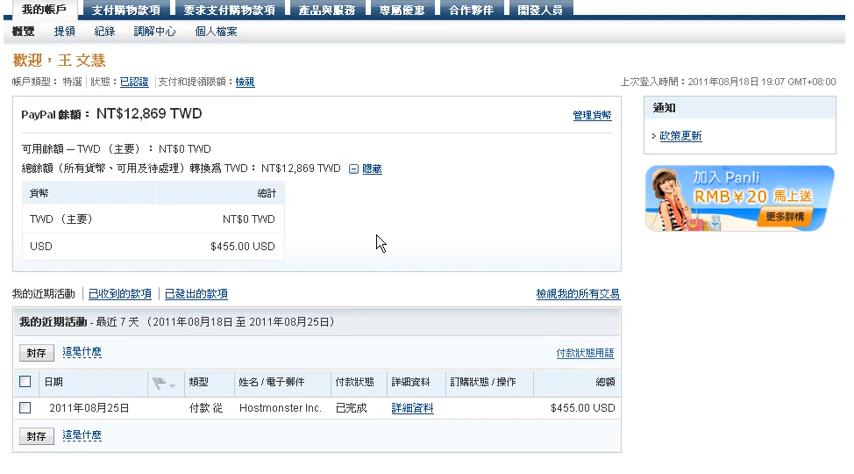 我的帳戶 支付購物款項 要求支付購物款項 產品與服務 專屬優惠 合作夥伴 開發人員
概覽 提領 紀錄 調解中心 個人檔案
歡迎，王 文慧
帳戶類型： 特選 | 狀態：已認證 | 支付和提領限額：檢視 上次登入時間：2011年08月18日 19:07 GMT+08:00
PayPal 餘額： NT$12,869 TWD 管理貨幣
可用餘額 — TWD （主要）： NT$0 TWD
總餘額（所有貨幣、可用及待處理）轉換為 TWD： NT$12,869 TWD 隱藏
貨幣 總計
TWD （主要） NT$0 TWD
USD $455.00 USD
通知
政策更新
加入 Panli
RMB￥20 馬上送
更多詳情
我的近期活動 | 已收到的款項 | 已發出的款項 檢視我的所有交易
我的近期活動 - 最近 7 天 （2011年08月18日 至 2011年08月25日）
封存 這是什麼 付款狀態用語
日期 類型 姓名 / 電子郵件 付款狀態 詳細資料 訂購狀態 / 操作 總額
2011年08月25日 付款 從 Hostmonster Inc. 已完成 詳細資料 $455.00 USD
封存 這是什麼